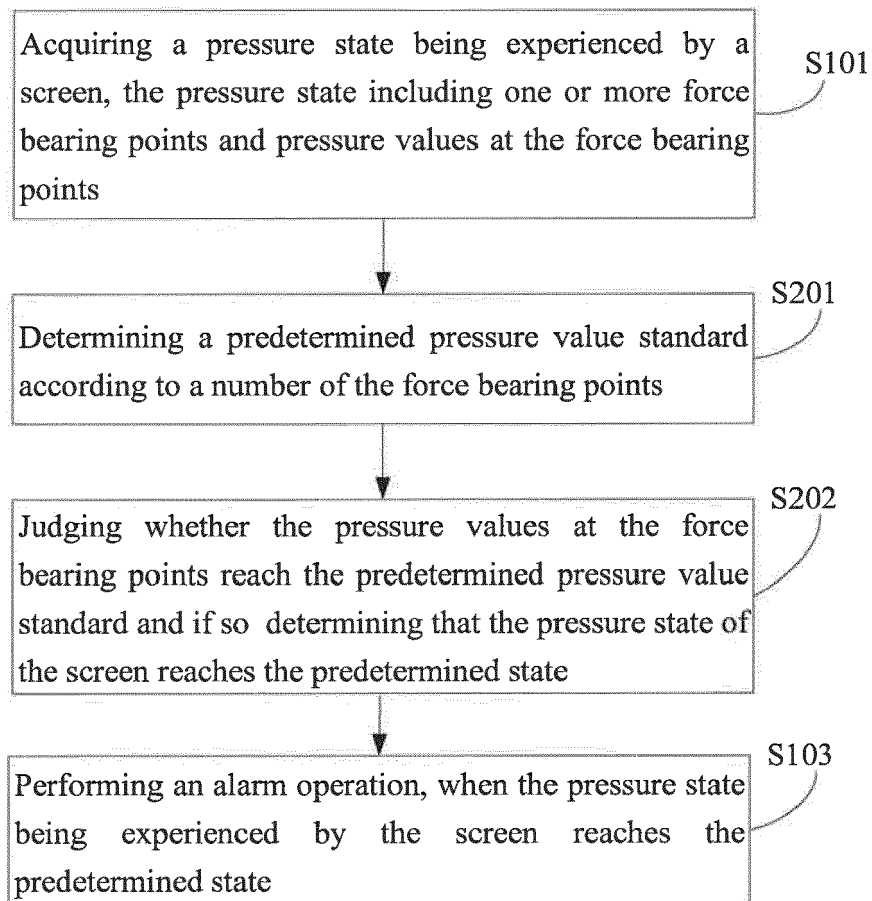 Acquiring a pressure state being experienced by a
screen, the pressure state including one or more force
bearing points and pressure values at the force bearing
points
S101
Determining a predetermined pressure value standard
according to a number of the force bearing points
S201
Judging whether the pressure values at the force
bearing points reach the predetermined pressure value
standard and if so determining that the pressure state of
the screen reaches the predetermined state
S202
Performing an alarm operation, when the pressure state
being experienced by the screen reaches the
predetermined state
S103